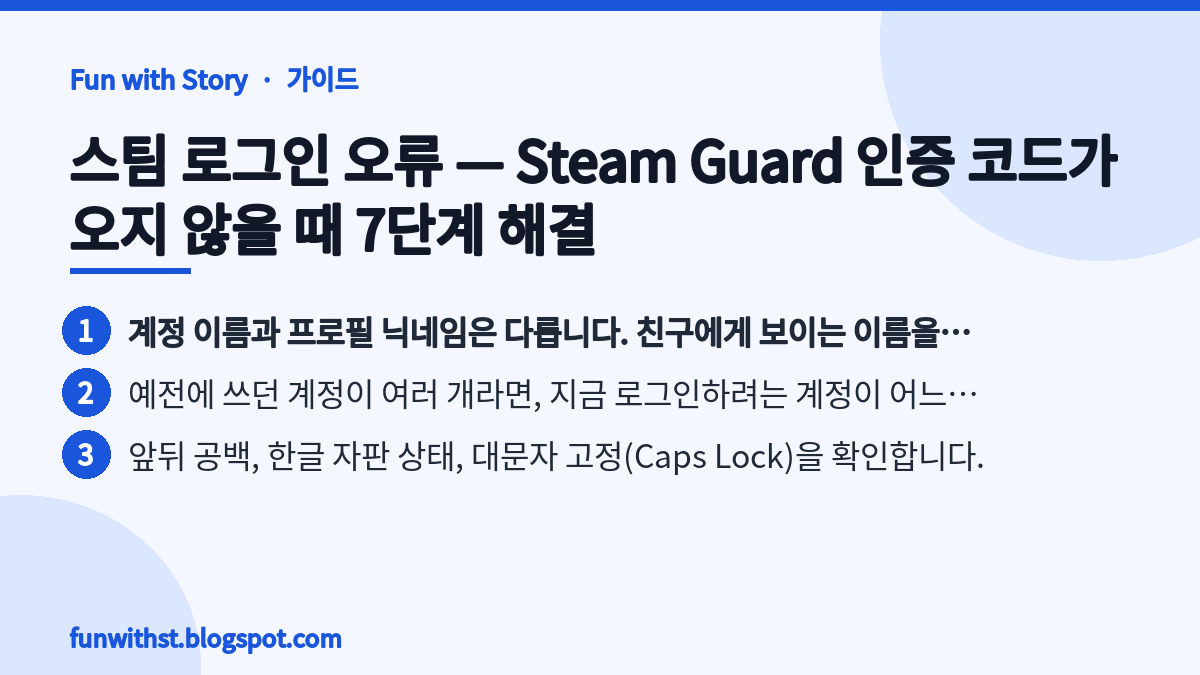 Fun with Story · 가이드
스팀 로그인 오류 — Steam Guard 인증 코드가
오지 않을 때 7단계 해결
1 계정 이름과 프로필 닉네임은 다릅니다. 친구에게 보이는 이름을…
2 예전에 쓰던 계정이 여러 개라면, 지금 로그인하려는 계정이 어느…
3 앞뒤 공백, 한글 자판 상태, 대문자 고정(Caps Lock)을 확인합니다.
funwithst.blogspot.com